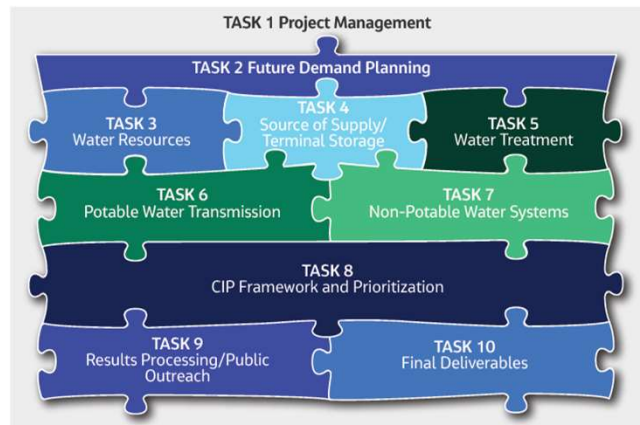 TASK 1 Project Management
TASK 2 Future Demand Planning
TASK 3
Water Resources
TASK 4
Source of Supply/
Terminal Storage
TASK 5
Water Treatment
TASK 6
Potable Water Transmission
TASK 7
Non-Potable Water Systems
TASK 8
CIP Framework and Prioritization
TASK 9
Results Processing/Public
Outreach
TASK 10
Final Deliverables